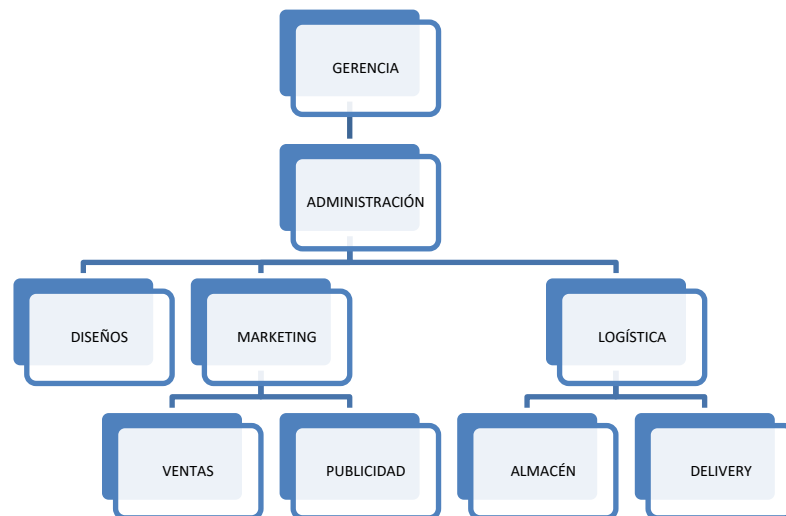 GERENCIA
ADMINISTRACIÓN
DISEÑOS
MARKETING
LOGÍSTICA
VENTAS
PUBLICIDAD
ALMACÉN
DELIVERY